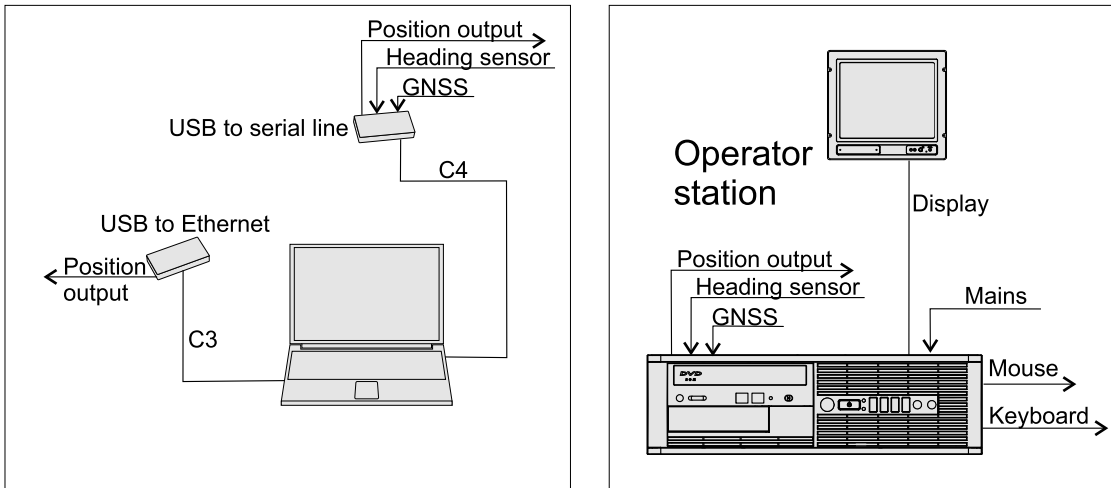 Position output
Heading sensor
GNSS
USB to serial line
C4
USB to Ethernet
Position
output
C3
Operator
station
Display
Position output
Heading sensor
GNSS
Mains
DVD
Mouse
Keyboard